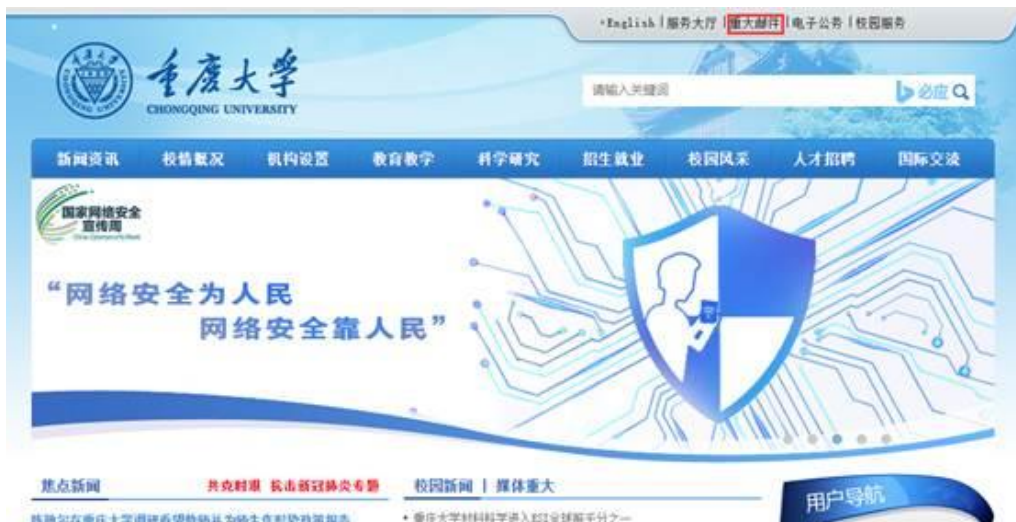 ·English | 服务大厅 | 重大邮件 | 电子公务 | 校园服务
重庆大學
CHONGQING UNIVERSITY
请输入关键词
必应
新闻资讯 校情概况 机构设置 教育教学 科学研究 招生就业 校园风采 人才招聘 国际交流
国家网络安全
宣传周
“网络安全为人民
网络安全靠人民”
焦点新闻 共克时艰 抗击新冠肺炎专题 校园新闻 | 媒体重大
用户导航